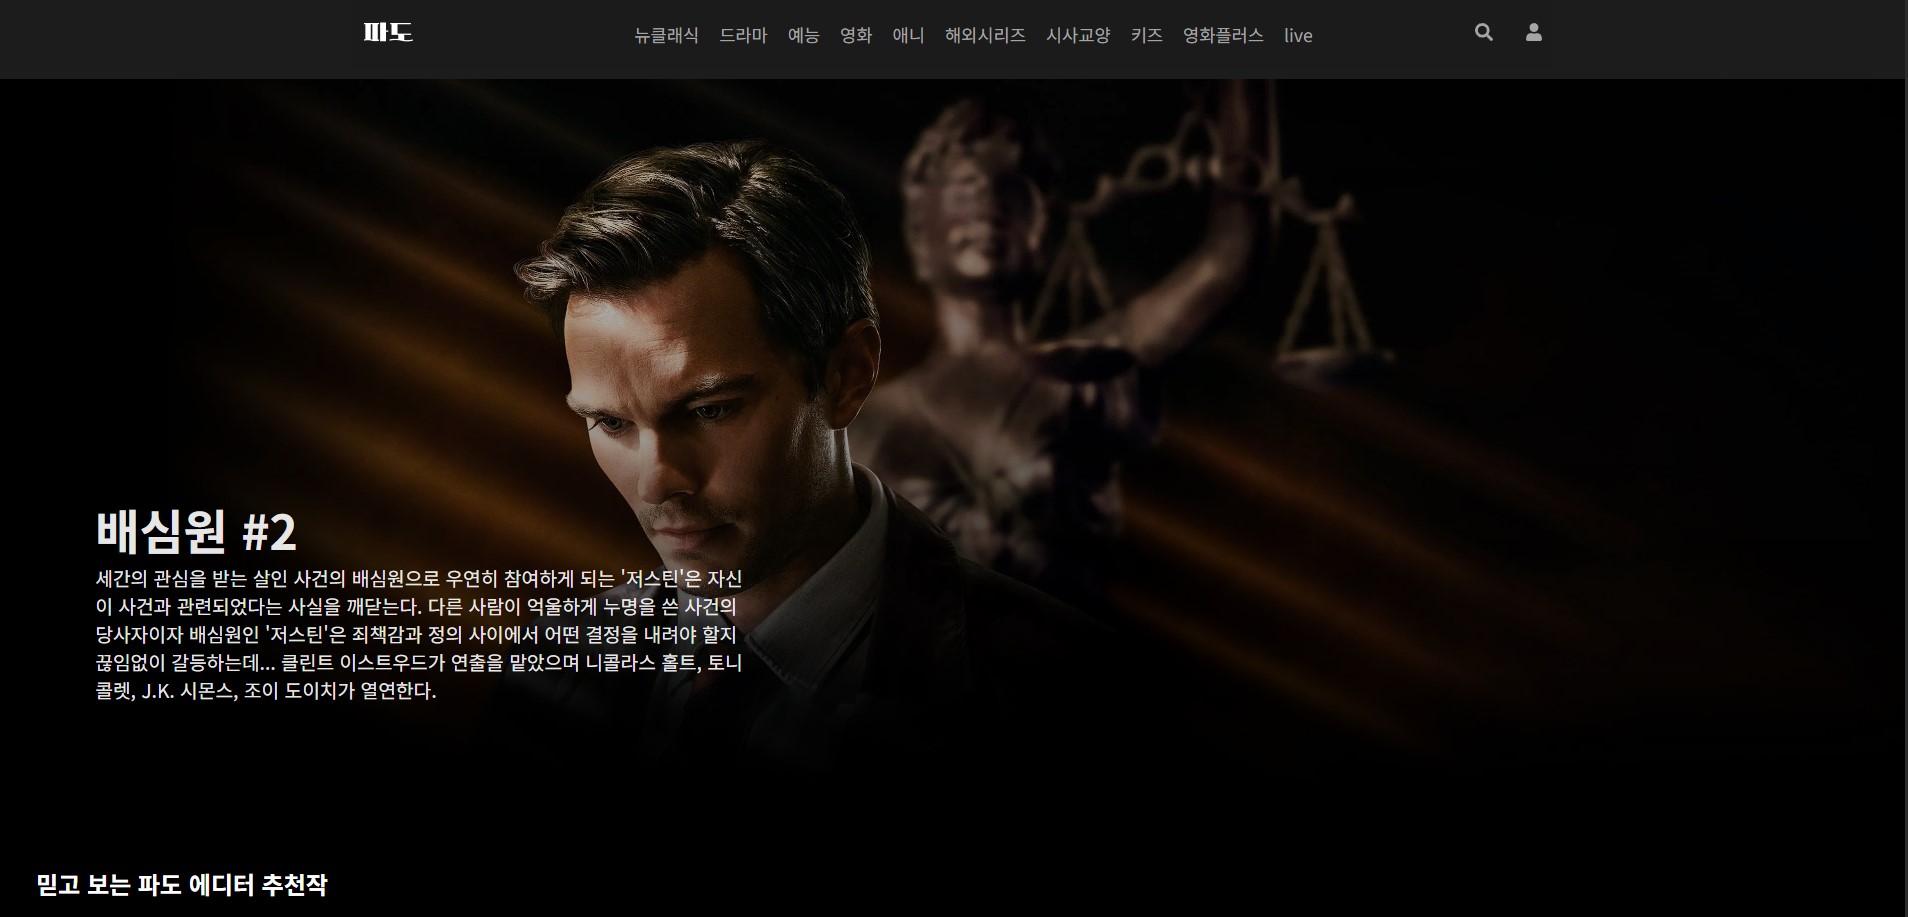 파도
뉴클래식 드라마 예능 영화 애니 해외시리즈 시사교양 키즈 영화플러스 live
배심원 #2
세간의 관심을 받는 살인 사건의 배심원으로 우연히 참여하게 되는 '저스틴'은 자신
이 사건과 관련되었다는 사실을 깨닫는다. 다른 사람이 억울하게 누명을 쓴 사건의
당사자이자 배심원인 '저스틴'은 죄책감과 정의 사이에서 어떤 결정을 내려야 할지
끊임없이 갈등하는데... 클린트 이스트우드가 연출을 맡았으며 니콜라스 홀트, 토니
콜렛, J.K. 시몬스, 조이 도이치가 열연한다.
믿고 보는 파도 에디터 추천작